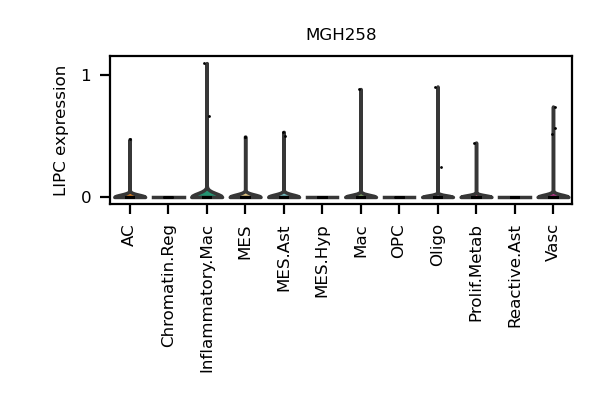 MGH258
LIPC expression
1
0
AC
Chromatin.Reg
Inflammatory.Mac
MES
MES.Ast
MES.Hyp
Mac
OPC
Oligo
Prolif.Metab
Reactive.Ast
Vasc